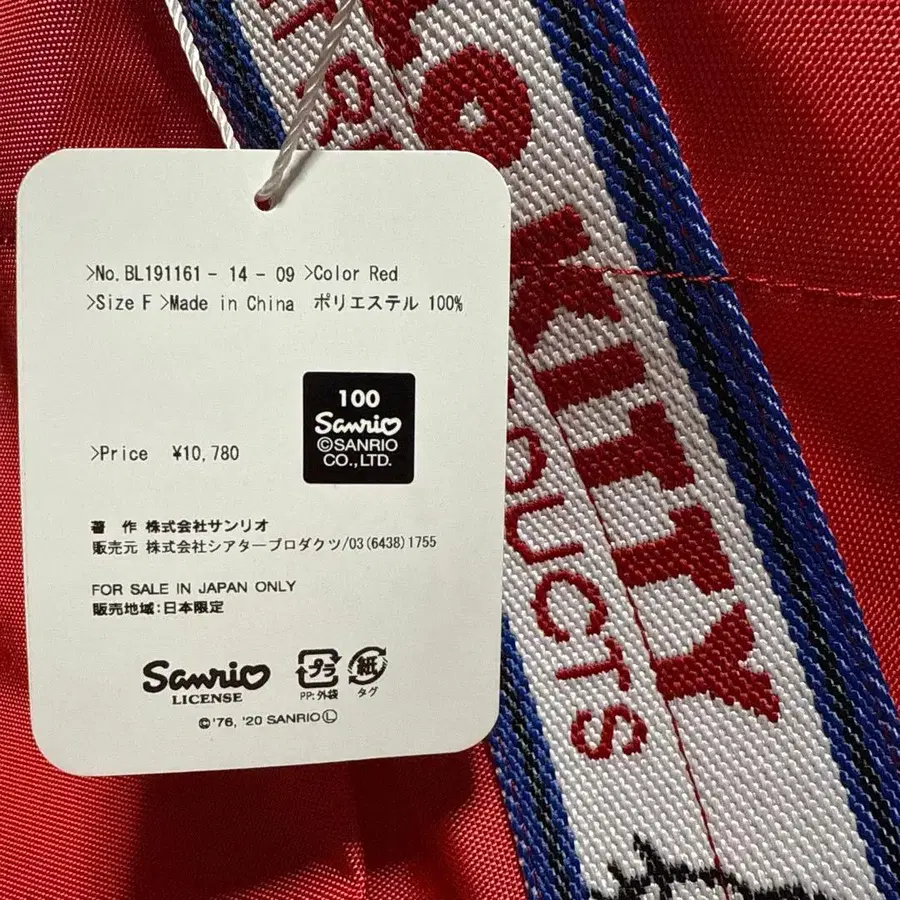 >No. BL191161 - 14 - 09 >Color Red
>Size F >Made in China ポリエステル 100%
100
Sanrio
©SANRIO
CO.,LTD.
>Price ¥10,780
著 作 株式会社サンリオ
販売元 株式会社シアタープロダクツ/03(6438)1755
FOR SALE IN JAPAN ONLY
販売地域:日本限定
Sanrio
LICENSE
プラ
PP:外袋
紙
タグ
©'76, '20 SANRIO Ⓛ
LO KITTY
DUCTS